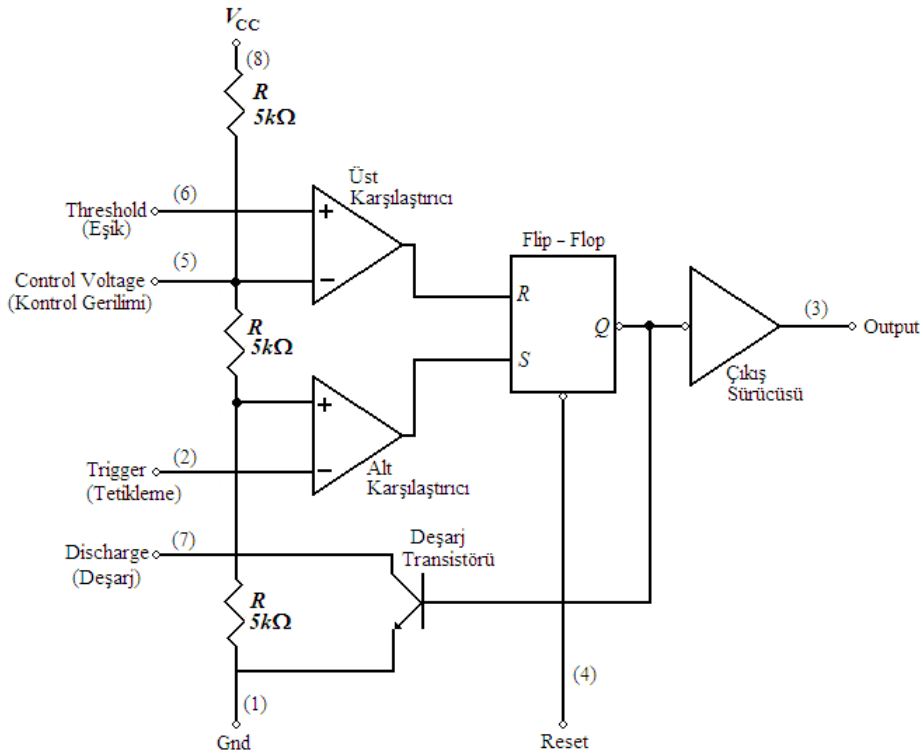 VCC
(8)
R
5kΩ
(6)
Threshold
(Eşik)
+
Üst
Karşılaştırıcı
(5)
Control Voltage
(Kontrol Gerilimi)
−
Flip – Flop
R
Q
S
(3)
Output
Çıkış
Sürücüsü
R
5kΩ
+
(2)
Trigger
(Tetikleme)
−
Alt
Karşılaştırıcı
(7)
Discharge
(Deşarj)
Deşarj
Transistörü
R
5kΩ
(1)
Gnd
(4)
Reset